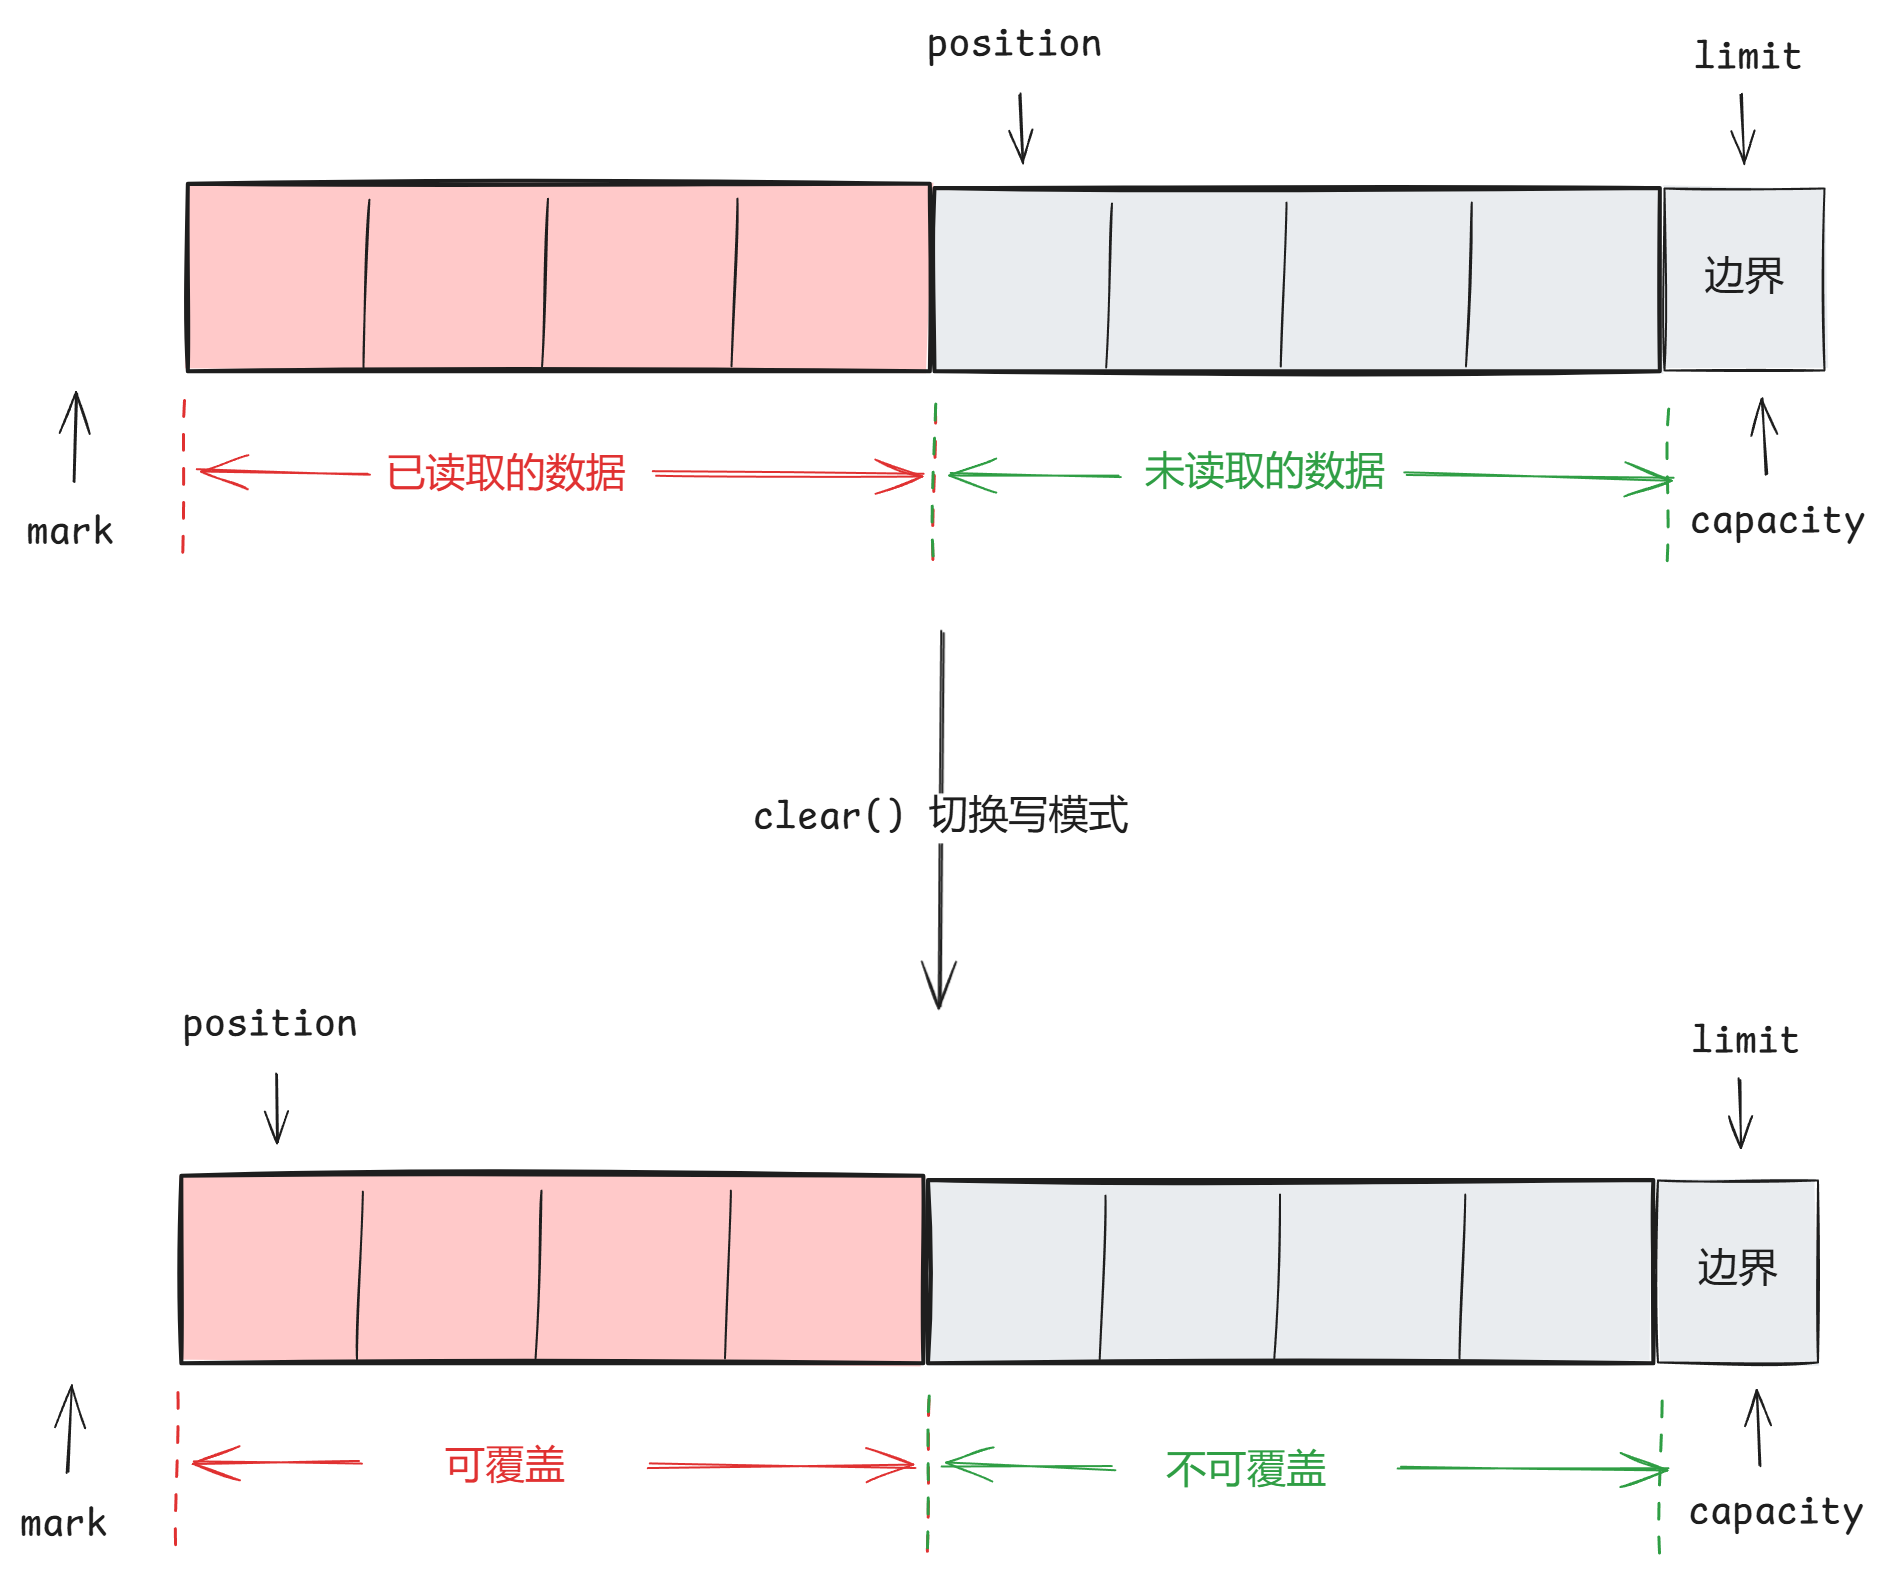 position
limit
边界
已读取的数据
未读取的数据
mark
capacity
clear() 切换写模式
position
limit
边界
可覆盖
不可覆盖
mark
capacity